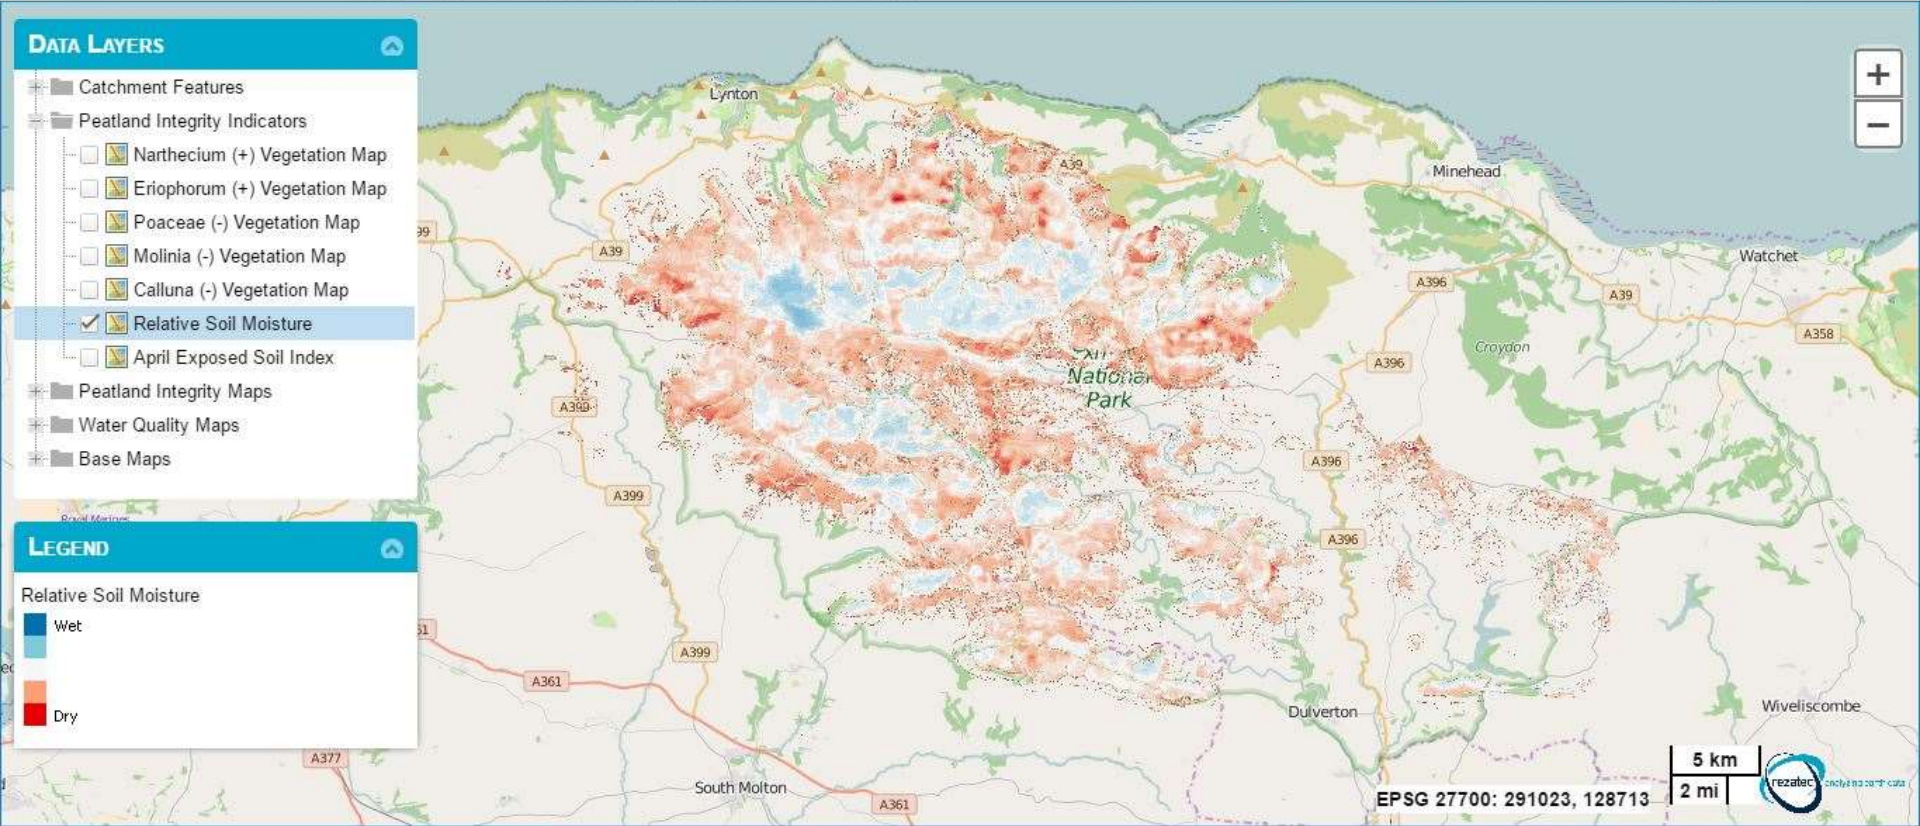 DATA LAYERS
Catchment Features
Peatland Integrity Indicators
Narthecium (+) Vegetation Map
Eriophorum (+) Vegetation Map
Poaceae (-) Vegetation Map
Molinia (-) Vegetation Map
Calluna (-) Vegetation Map
Relative Soil Moisture
April Exposed Soil Index
Peatland Integrity Maps
Water Quality Maps
Base Maps
Royal Marines
LEGEND
Relative Soil Moisture
Wet
Dry
Lynton
A39
Minehead
99
A39
Watchet
A396
A39
A358
Croydon
A396
National
Park
A399
A396
A399
A396
51
A399
A361
Dulverton
Wiveliscombe
A377
South Molton
A361
5 km
2 mi
+
−
EPSG 27700: 291023, 128713
rezatec